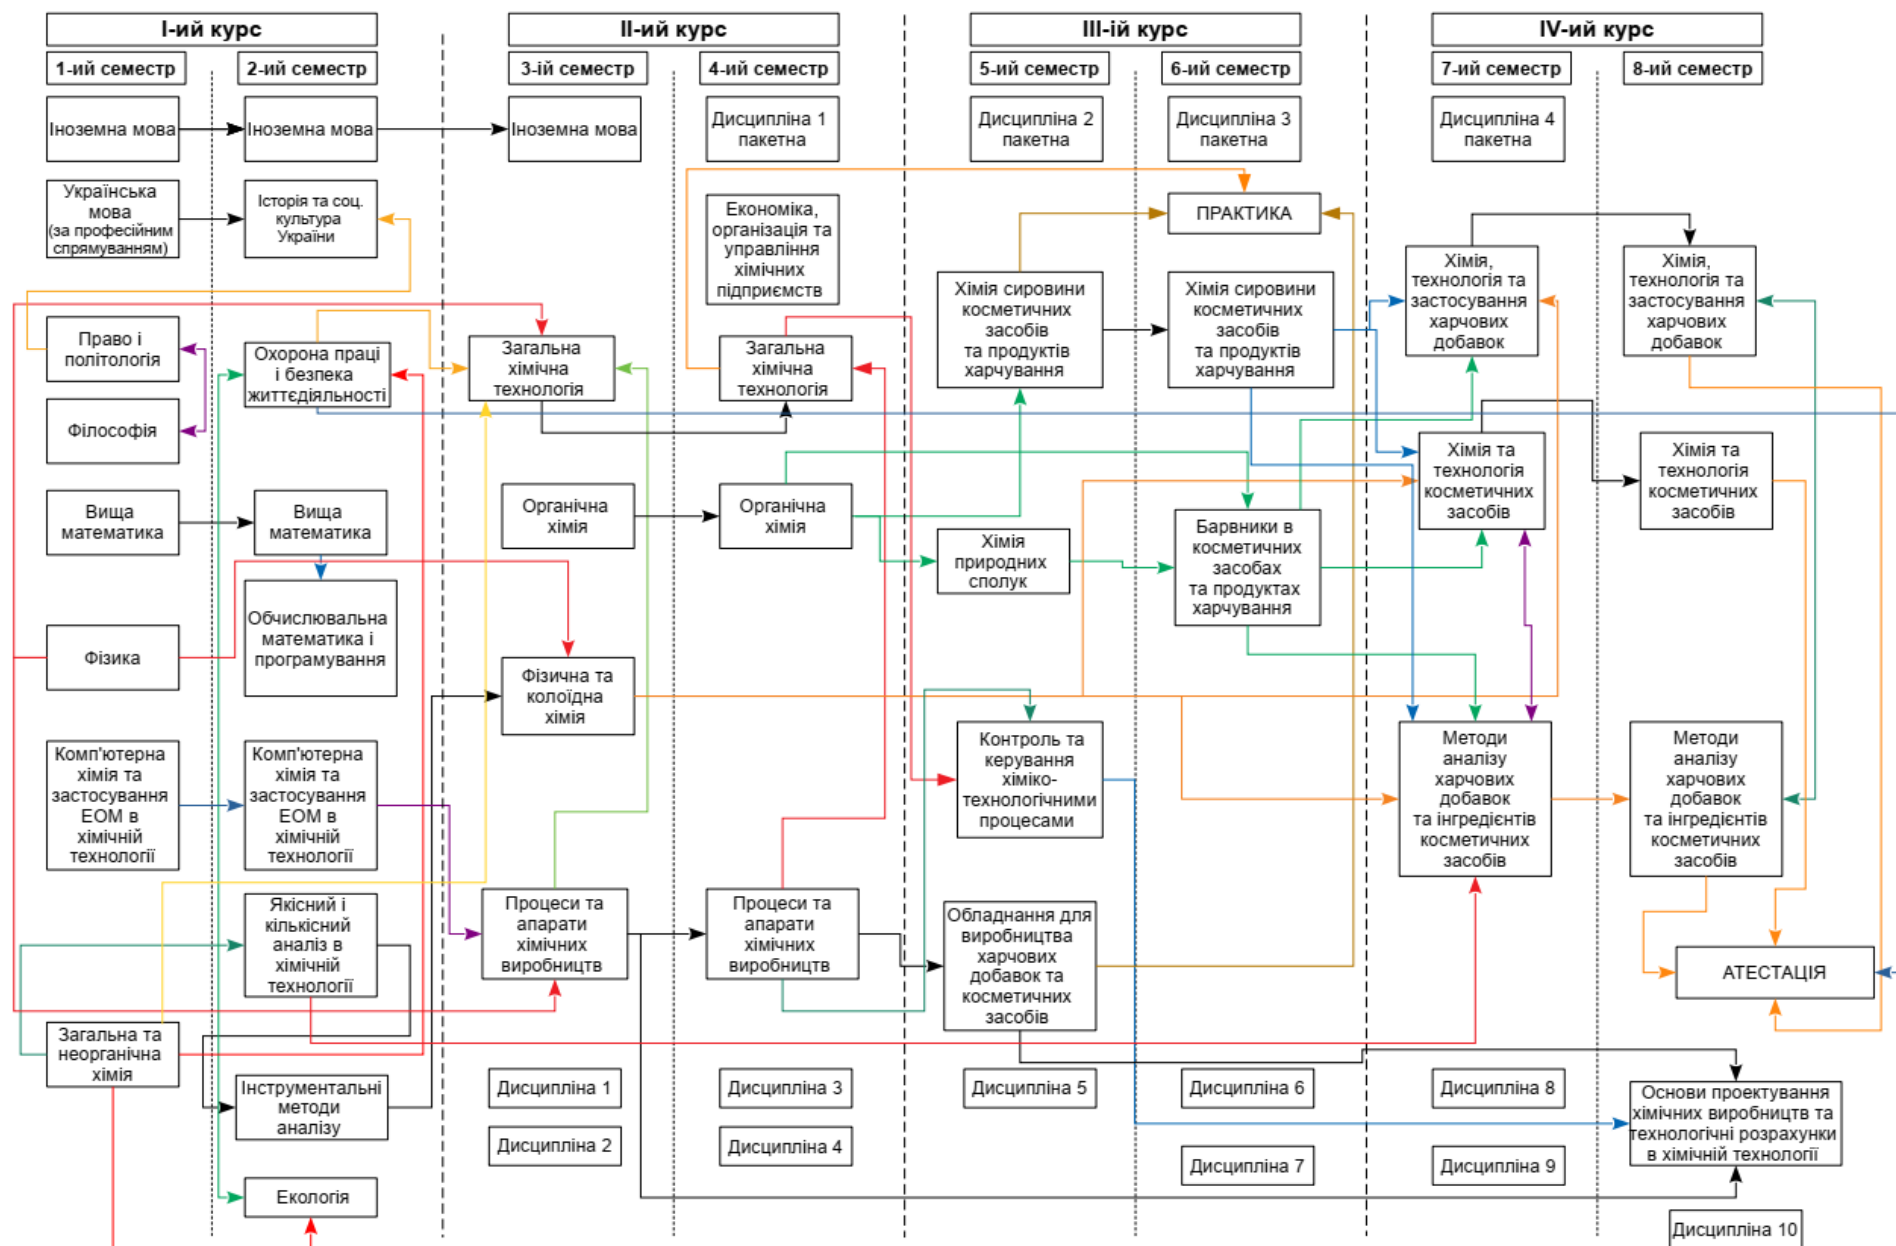 I-ий курс
II-ий курс
III-ій курс
IV-ий курс
1-ий семестр
2-ий семестр
3-ій семестр
4-ий семестр
5-ий семестр
6-ий семестр
7-ий семестр
8-ий семестр
Іноземна мова
Українська
мова
(за професійним
спрямуванням)
Право і
політологія
Філософія
Вища
математика
Фізика
Комп'ютерна
хімія та
застосування
ЕОМ в
хімічній
технології
Загальна та
неорганічна
хімія
Іноземна мова
Історія та соц.
культура
України
Охорона праці
і безпека
життєдіяльності
Вища
математика
Обчислювальна
математика і
програмування
Комп'ютерна
хімія та
застосування
ЕОМ в
хімічній
технології
Якісний і
кількісний
аналіз в
хімічній
технології
Інструментальні
методи
аналізу
Екологія
Іноземна мова
Загальна
хімічна
технологія
Органічна
хімія
Фізична та
колоїдна
хімія
Процеси та
апарати
хімічних
виробництв
Дисципліна 1
Дисципліна 2
Дисципліна 1
пакетна
Економіка,
організація та
управління
хімічних
підприємств
Загальна
хімічна
технологія
Органічна
хімія
Процеси та
апарати
хімічних
виробництв
Дисципліна 3
Дисципліна 4
Дисципліна 2
пакетна
Хімія сировини
косметичних
засобів
та продуктів
харчування
Хімія
природних
сполук
Контроль та
керування
хіміко-
технологічними
процесами
Обладнання для
виробництва
харчових
добавок та
косметичних
засобів
Дисципліна 5
Дисципліна 3
пакетна
ПРАКТИКА
Хімія сировини
косметичних
засобів
та продуктів
харчування
Барвники в
косметичних
засобах
та продуктах
харчування
Дисципліна 6
Дисципліна 7
Дисципліна 4
пакетна
Хімія,
технологія та
застосування
харчових
добавок
Хімія та
технологія
косметичних
засобів
Методи
аналізу
харчових
добавок
та інгредієнтів
косметичних
засобів
Дисципліна 8
Дисципліна 9
Хімія,
технологія та
застосування
харчових
добавок
Хімія та
технологія
косметичних
засобів
Методи
аналізу
харчових
добавок
та інгредієнтів
косметичних
засобів
АТЕСТАЦІЯ
Основи проектування
хімічних виробництв та
технологічні розрахунки
в хімічній технології
Дисципліна 10